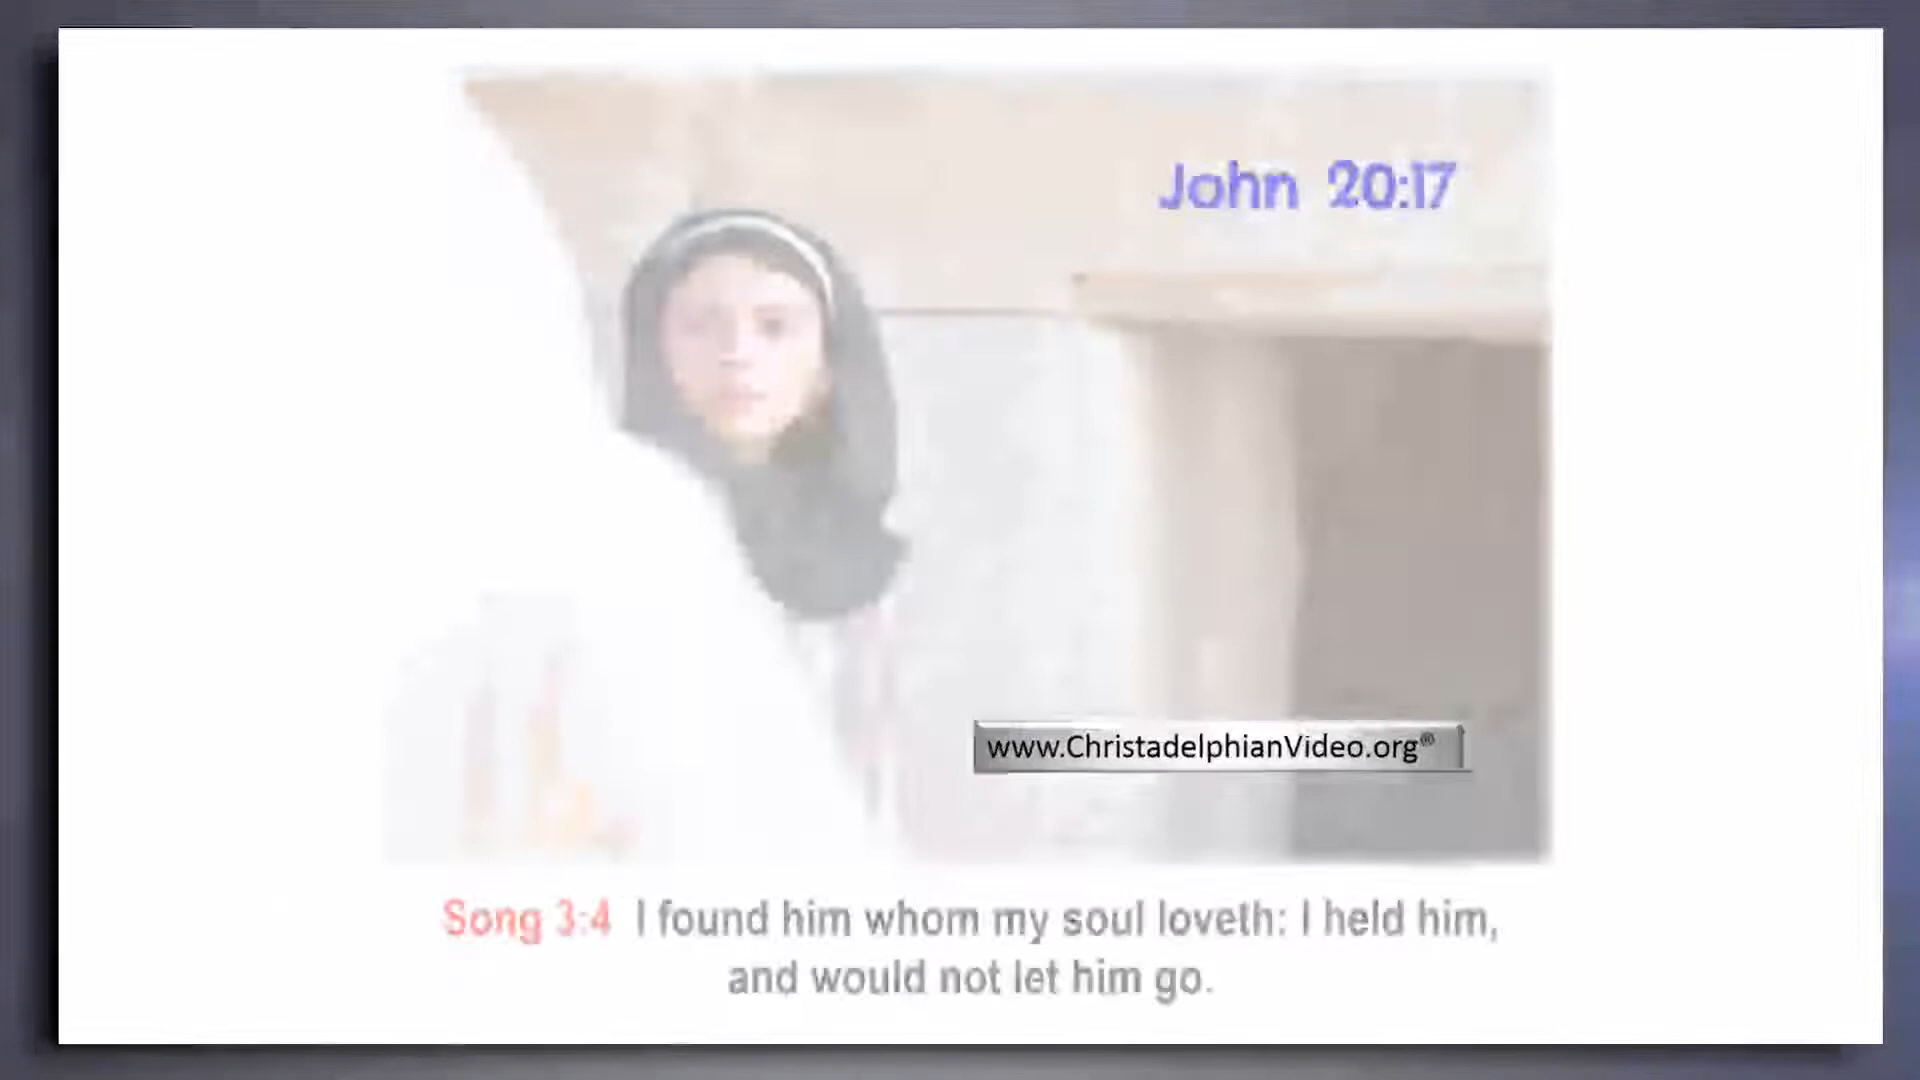 John 20:17
www.ChristadelphianVideo.org®
Song 3:4 I found him whom my soul loveth: I held him,
and would not let him go.